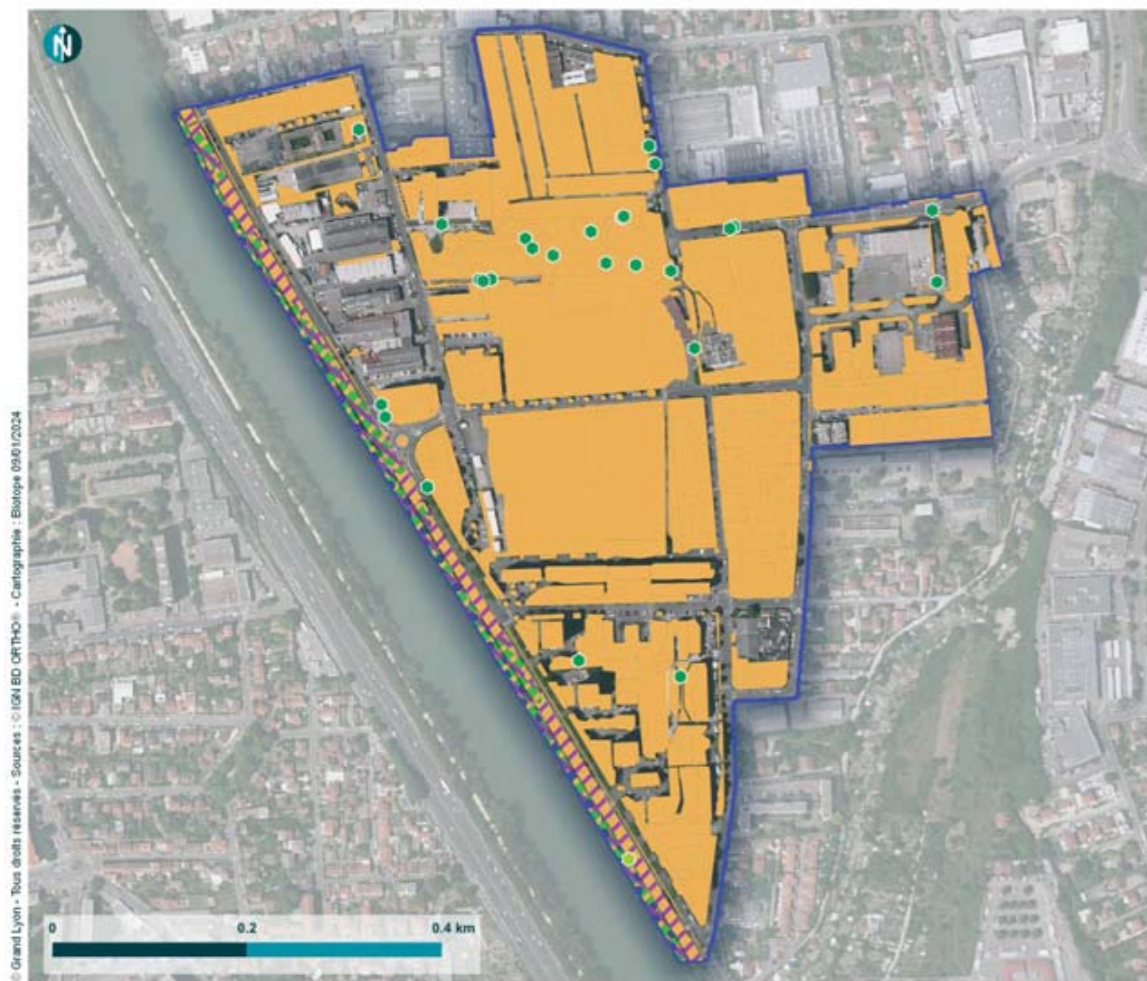 N
© Grand Lyon - Tous droits réservés - Sources : © IGN BD ORTHO® - Cartographie : Biotope 09/01/2024
0 0.2 0.4 km